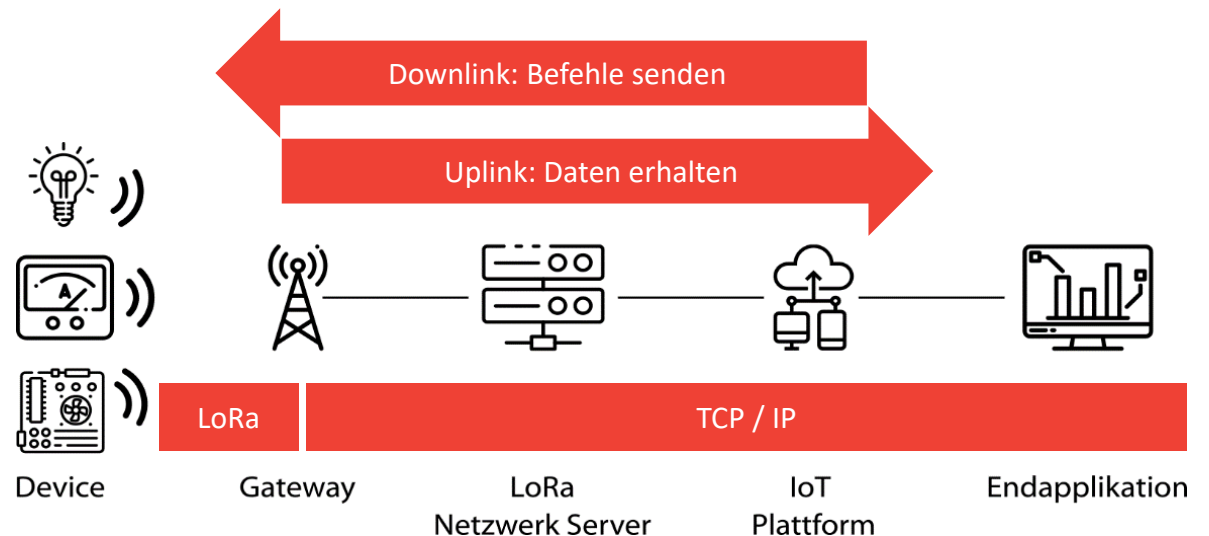 Downlink: Befehle senden
Uplink: Daten erhalten
A
LoRa
TCP / IP
Device
Gateway
LoRa
Netzwerk Server
IoT
Plattform
Endapplikation